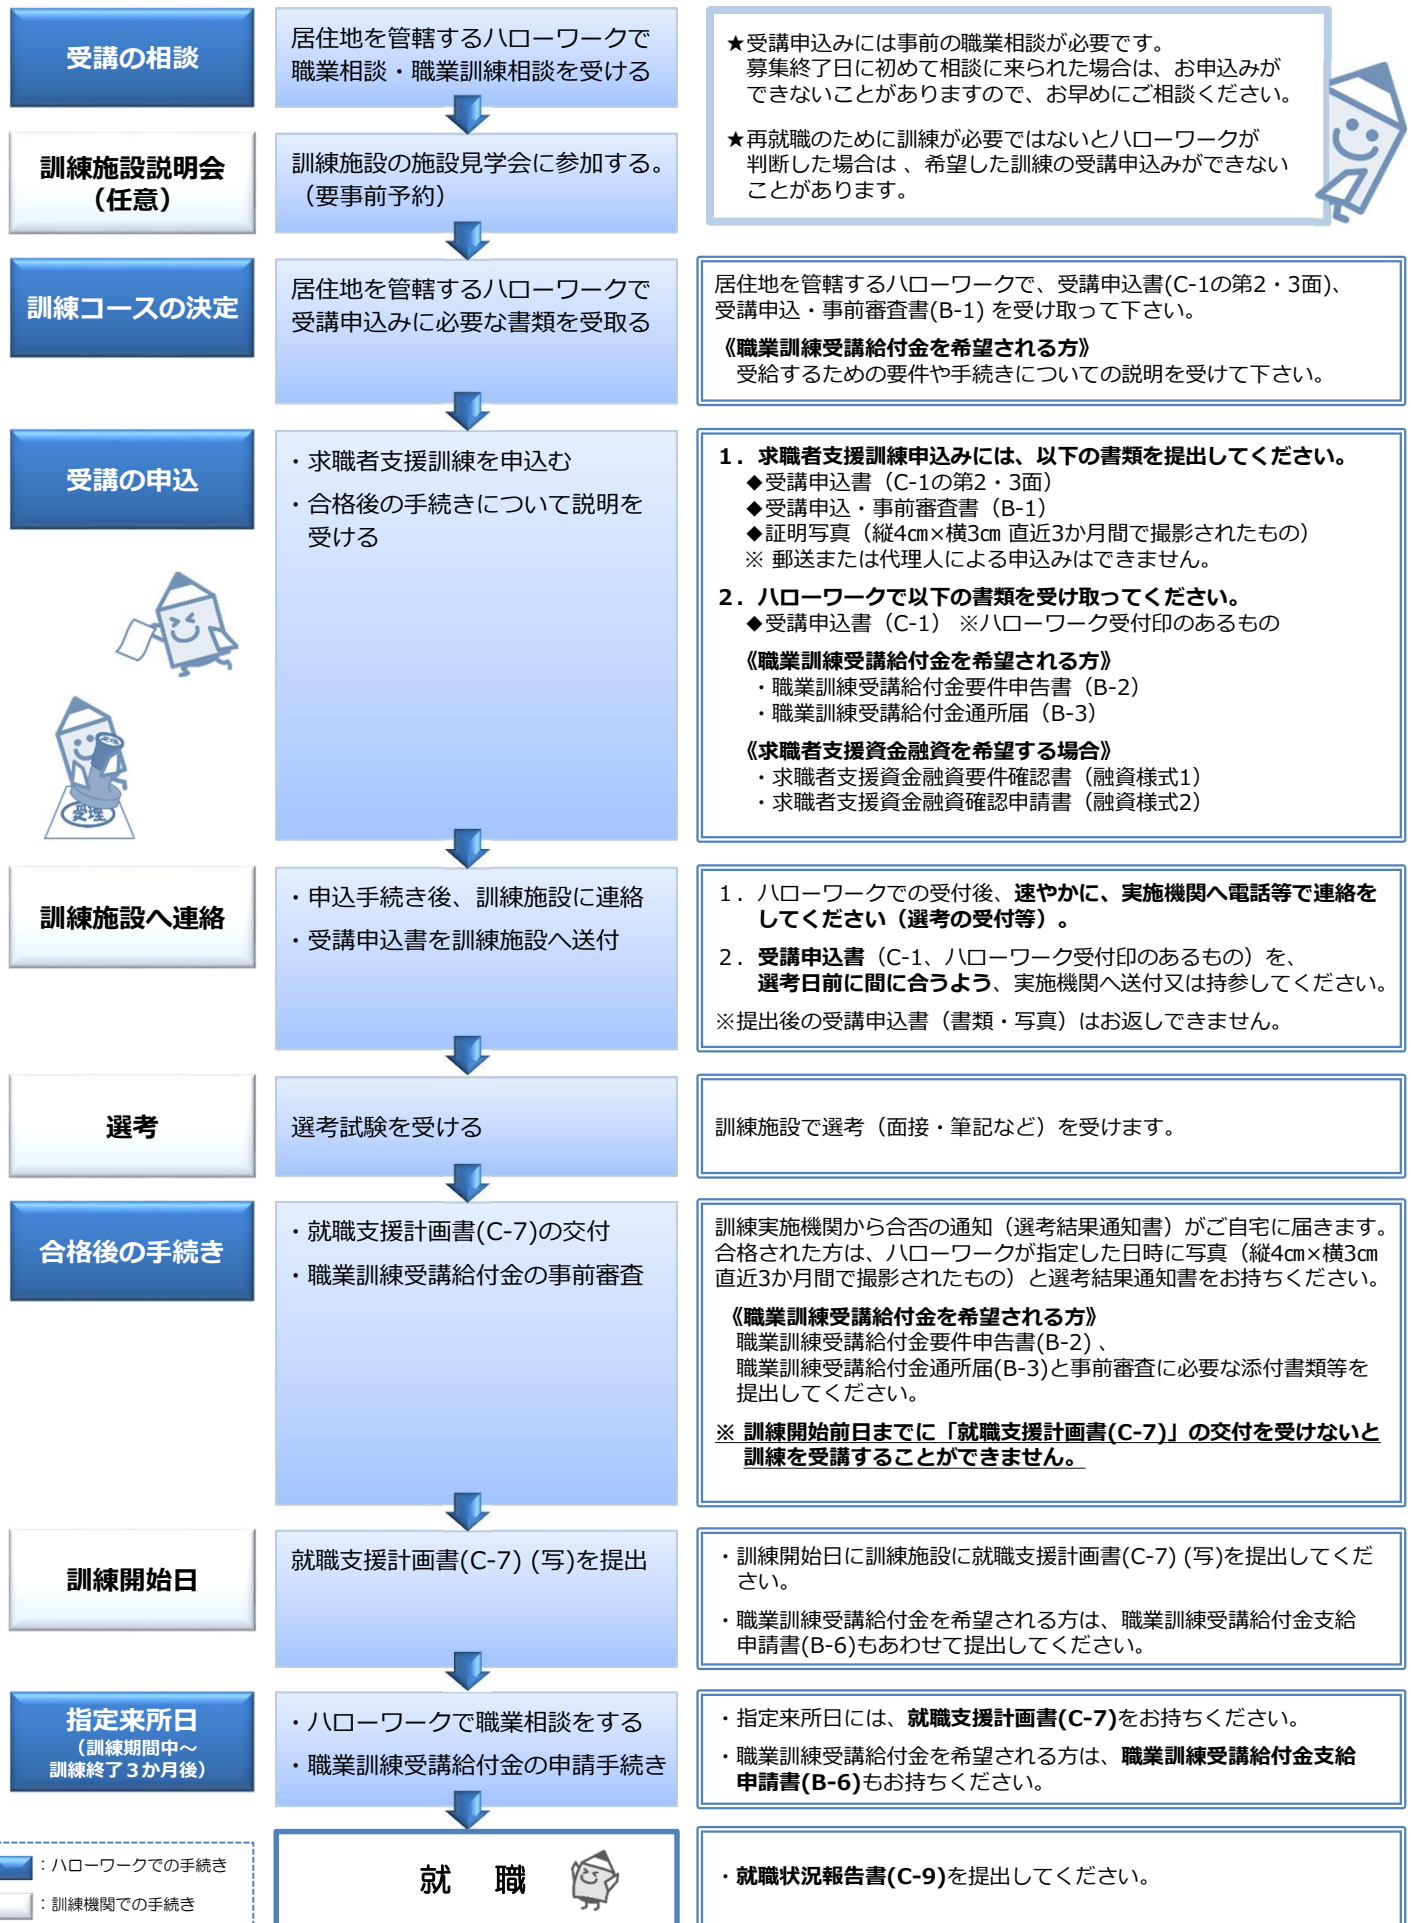 受講の相談
居住地を管轄するハローワークで
職業相談・職業訓練相談を受ける
★受講申込みには事前の職業相談が必要です。
募集終了日に初めて相談に来られた場合は、お申込みが
できないことがありますので、お早めにご相談ください。
★再就職のために訓練が必要ではないとハローワークが
判断した場合は 、希望した訓練の受講申込みができない
ことがあります。
訓練施設説明会
（任意）
訓練施設の施設見学会に参加する。
（要事前予約）
訓練コースの決定
居住地を管轄するハローワークで
受講申込みに必要な書類を受取る
居住地を管轄するハローワークで、受講申込書(C-1の第2・3面)、
受講申込・事前審査書(B-1) を受け取って下さい。
《職業訓練受講給付金を希望される方》
受給するための要件や手続きについての説明を受けて下さい。
受講の申込
・求職者支援訓練を申込む
・合格後の手続きについて説明を
受ける
１．求職者支援訓練申込みには、以下の書類を提出してください。
◆受講申込書（C-1の第2・3面）
◆受講申込・事前審査書（B-1）
◆証明写真（縦4㎝×横3㎝ 直近3か月間で撮影されたもの）
※ 郵送または代理人による申込みはできません。
２．ハローワークで以下の書類を受け取ってください。
◆受講申込書（C-1） ※ハローワーク受付印のあるもの
《職業訓練受講給付金を希望される方》
・職業訓練受講給付金要件申告書（B-2）
・職業訓練受講給付金通所届（B-3）
《求職者支援資金融資を希望する場合》
・求職者支援資金融資要件確認書（融資様式1）
・求職者支援資金融資確認申請書（融資様式2）
受理
訓練施設へ連絡
・申込手続き後、訓練施設に連絡
・受講申込書を訓練施設へ送付
１．ハローワークでの受付後、速やかに、実施機関へ電話等で連絡を
してください（選考の受付等）。
２．受講申込書（C-1、ハローワーク受付印のあるもの）を、
選考日前に間に合うよう、実施機関へ送付又は持参してください。
※提出後の受講申込書（書類・写真）はお返しできません。
選考
選考試験を受ける
訓練施設で選考（面接・筆記など）を受けます。
合格後の手続き
・就職支援計画書(C-7)の交付
・職業訓練受講給付金の事前審査
訓練実施機関から合否の通知（選考結果通知書）がご自宅に届きます。
合格された方は、ハローワークが指定した日時に写真（縦4㎝×横3㎝
直近3か月間で撮影されたもの）と選考結果通知書をお持ちください。
《職業訓練受講給付金を希望される方》
職業訓練受講給付金要件申告書(B-2) 、
職業訓練受講給付金通所届(B-3)と事前審査に必要な添付書類等を
提出してください。
※ 訓練開始前日までに「就職支援計画書(C-7)」の交付を受けないと
訓練を受講することができません。
訓練開始日
就職支援計画書(C-7) (写)を提出
・訓練開始日に訓練施設に就職支援計画書(C-7) (写)を提出してくだ
さい。
・職業訓練受講給付金を希望される方は、職業訓練受講給付金支給
申請書(B-6)もあわせて提出してください。
指定来所日
（訓練期間中～
訓練終了３か月後）
・ハローワークで職業相談をする
・職業訓練受講給付金の申請手続き
・指定来所日には、就職支援計画書(C-7)をお持ちください。
・職業訓練受講給付金を希望される方は、職業訓練受講給付金支給
申請書(B-6)もお持ちください。
：ハローワークでの手続き
：訓練機関での手続き
就 職
・就職状況報告書(C-9)を提出してください。